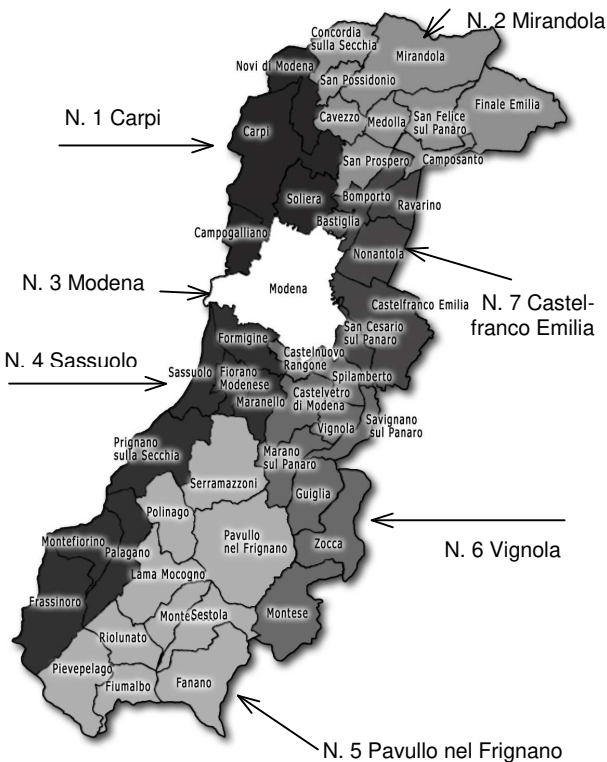 N. 2 Mirandola
Concordia
sulla Secchia
Mirandola
Novi di Modena
San Possidonio
Finale Emilia
N. 1 Carpi
Carpi
Cavezzo
Medolla
San Felice
sul Panaro
San Prospero
Camposanto
Soliera
Bomporto
Ravarino
Bastiglia
Campogalliano
Nonantola
N. 3 Modena
Modena
Castelfranco Emilia
N. 7 Castel-
franco Emilia
San Cesario
sul Panaro
Formigine
N. 4 Sassuolo
Castelnuovo
Rangone
Sassuolo
Fiorano
Modenese
Spilamberto
Maranello
Castelvetro
di Modena
Vignola
Savignano
sul Panaro
Prignano
sulla Secchia
Marano
sul Panaro
Serramazzoni
Guiglia
Polinago
Montefiorino
Palagano
Pavullo
nel Frignano
Zocca
N. 6 Vignola
Lama Mocogno
Frassinoro
Monte
Sestola
Montese
Riolunato
Pievepelago
Fiumalbo
Fanano
N. 5 Pavullo nel Frignano